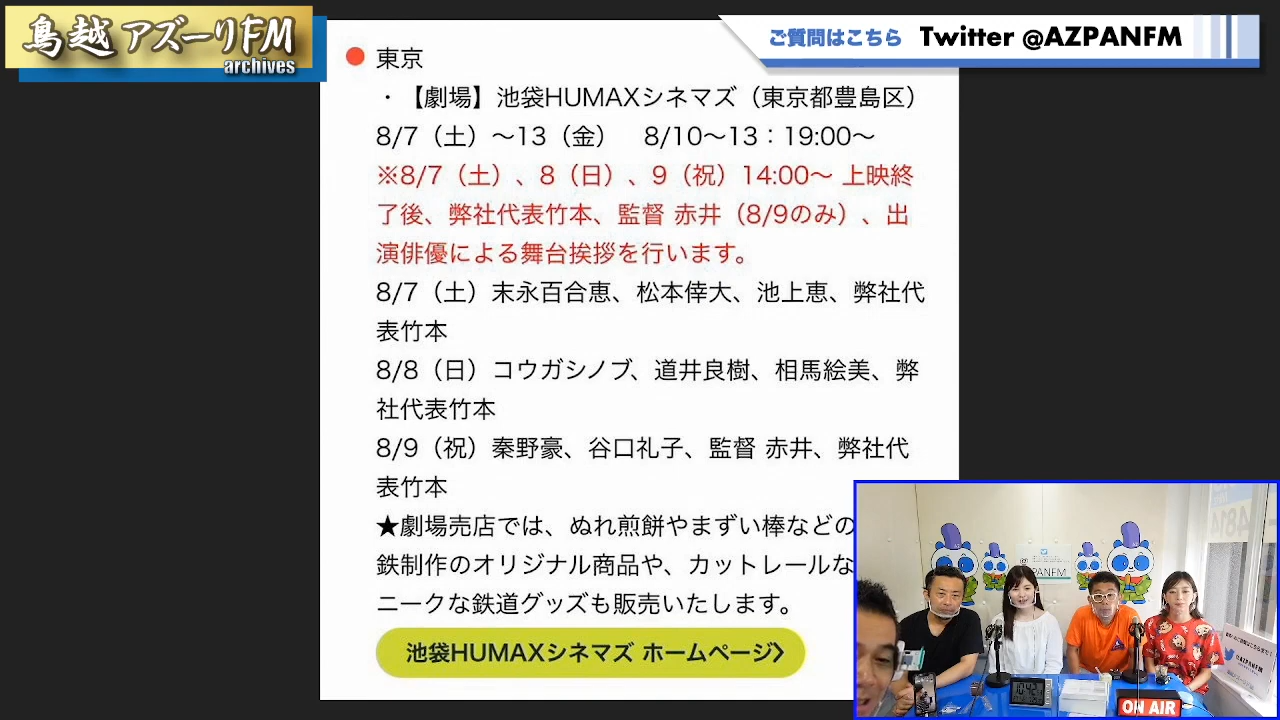 鳥越 アズーリFM
archives
ご質問はこちら Twitter @AZPANFM
東京
・【劇場】池袋HUMAXシネマズ（東京都豊島区）
8/7（土）～13（金）　8/10～13：19:00～
※8/7（土）、8（日）、9（祝）14:00～ 上映終
了後、弊社代表竹本、監督 赤井（8/9のみ）、出
演俳優による舞台挨拶を行います。
8/7（土）末永百合恵、松本倖大、池上恵、弊社代
表竹本
8/8（日）コウガシノブ、道井良樹、相馬絵美、弊
社代表竹本
8/9（祝）秦野豪、谷口礼子、監督 赤井、弊社代
表竹本
★劇場売店では、ぬれ煎餅やまずい棒などの
鉄制作のオリジナル商品や、カットレールな
ニークな鉄道グッズも販売いたします。
池袋HUMAXシネマズ ホームページ>
PANFM
@AZPANFM
ON AIR